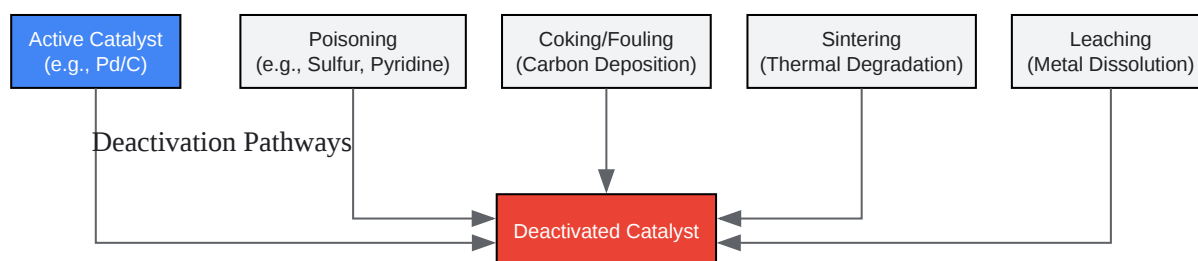 Active Catalyst
(e.g., Pd/C)
Poisoning
(e.g., Sulfur, Pyridine)
Coking/Fouling
(Carbon Deposition)
Sintering
(Thermal Degradation)
Leaching
(Metal Dissolution)
Deactivation Pathways
Deactivated Catalyst